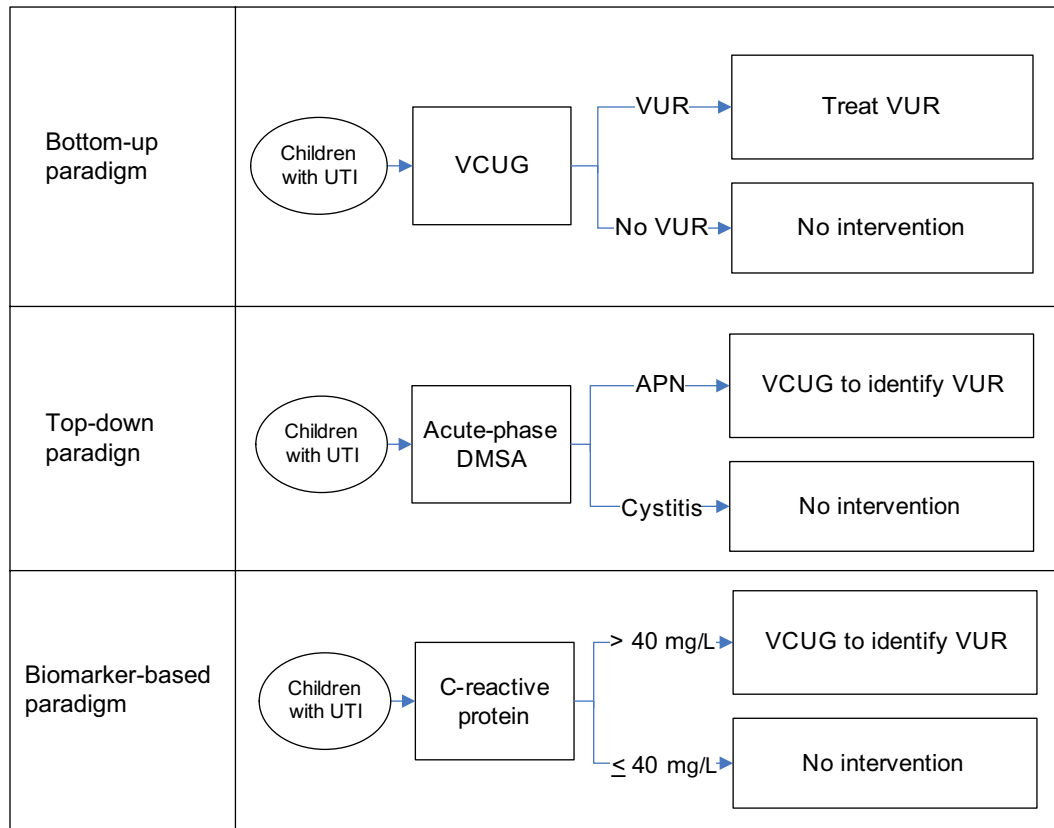 Bottom-up
paradigm
Children
with UTI
VCUG
VUR
Treat VUR
No VUR
No intervention
Top-down
paradign
Children
with UTI
Acute-phase
DMSA
APN
VCUG to identify VUR
Cystitis
No intervention
Biomarker-based
paradigm
Children
with UTI
C-reactive
protein
> 40 mg/L
VCUG to identify VUR
≤ 40 mg/L
No intervention